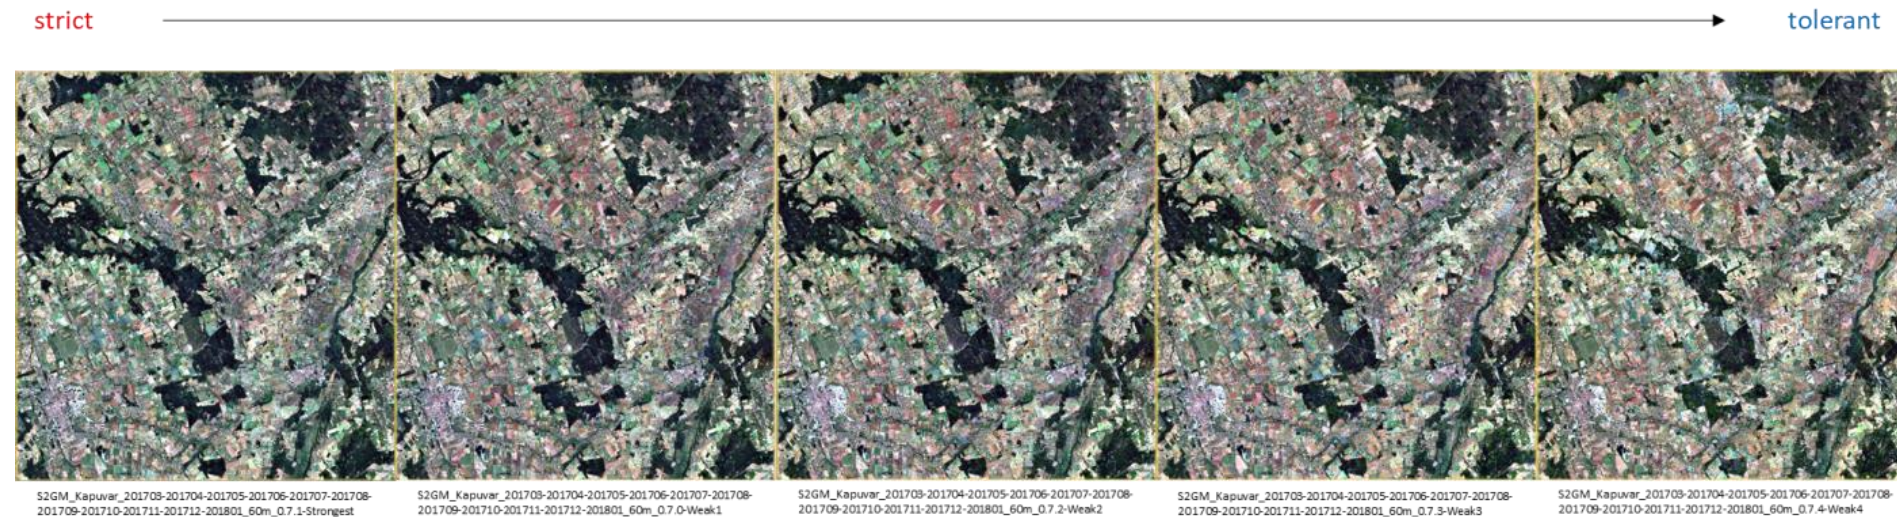 strict
tolerant
S2GM_Kapuvar_201703-201704-201705-201706-201707-201708-
201709-201710-201711-201712-201801_60m_0.7.1-Strongest
S2GM_Kapuvar_201703-201704-201705-201706-201707-201708-
201709-201710-201711-201712-201801_60m_0.7.0-Weak1
S2GM_Kapuvar_201703-201704-201705-201706-201707-201708-
201709-201710-201711-201712-201801_60m_0.7.2-Weak2
S2GM_Kapuvar_201703-201704-201705-201706-201707-201708-
201709-201710-201711-201712-201801_60m_0.7.3-Weak3
S2GM_Kapuvar_201703-201704-201705-201706-201707-201708-
201709-201710-201711-201712-201801_60m_0.7.4-Weak4